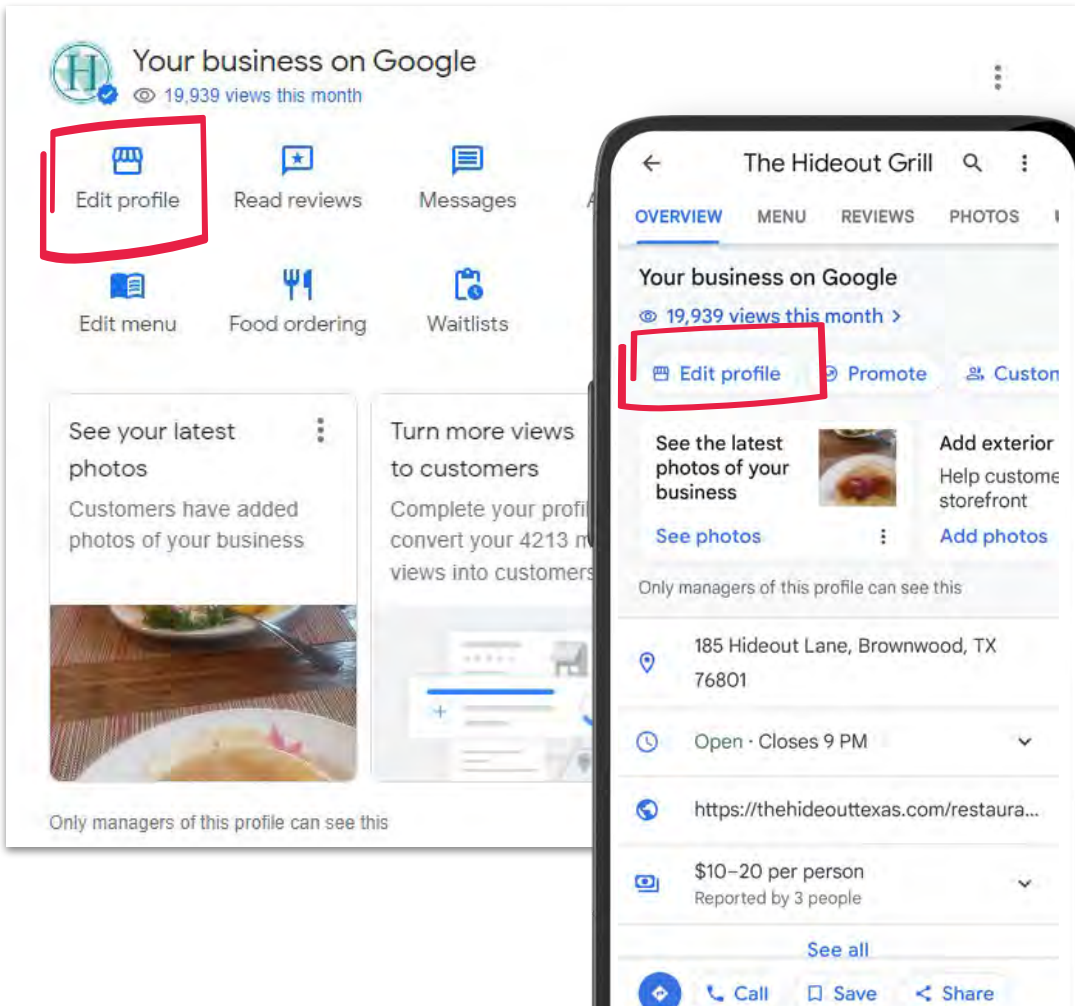 H
Your business on Google
19,939 views this month
Edit profile
Read reviews
Messages
Edit menu
Food ordering
Waitlists
See your latest
photos
Customers have added
photos of your business
Turn more views
to customers
Complete your profi
convert your 4213 m
views into customers
Only managers of this profile can see this
The Hideout Grill
OVERVIEW
MENU
REVIEWS
PHOTOS
Your business on Google
19,939 views this month >
Edit profile
Promote
Custon
See the latest
photos of your
business
See photos
Add exterior
Help custome
storefront
Add photos
Only managers of this profile can see this
185 Hideout Lane, Brownwood, TX
76801
Open · Closes 9 PM
https://thehideouttexas.com/restaura...
$10–20 per person
Reported by 3 people
See all
Call
Save
Share